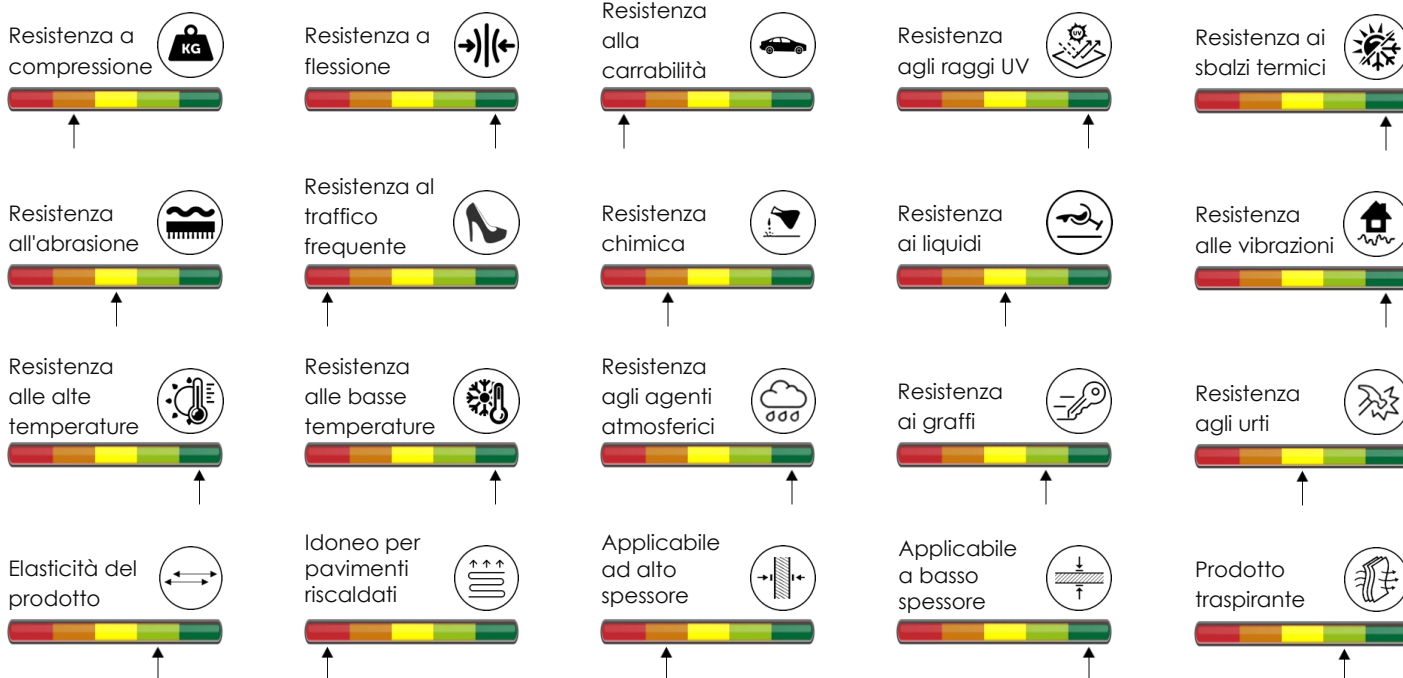 Resistenza a
compressione
KG
Resistenza a
flessione
Resistenza
alla
carrabilità
Resistenza
agli raggi UV
UV
Resistenza ai
sbalzi termici
Resistenza
all'abrasione
Resistenza al
traffico
frequente
Resistenza
chimica
Resistenza
ai liquidi
Resistenza
alle vibrazioni
Resistenza
alle alte
temperature
Resistenza
alle basse
temperature
Resistenza
agli agenti
atmosferici
Resistenza
ai graffi
Resistenza
agli urti
Elasticità del
prodotto
Idoneo per
pavimenti
riscaldati
Applicabile
ad alto
spessore
Applicabile
a basso
spessore
Prodotto
traspirante